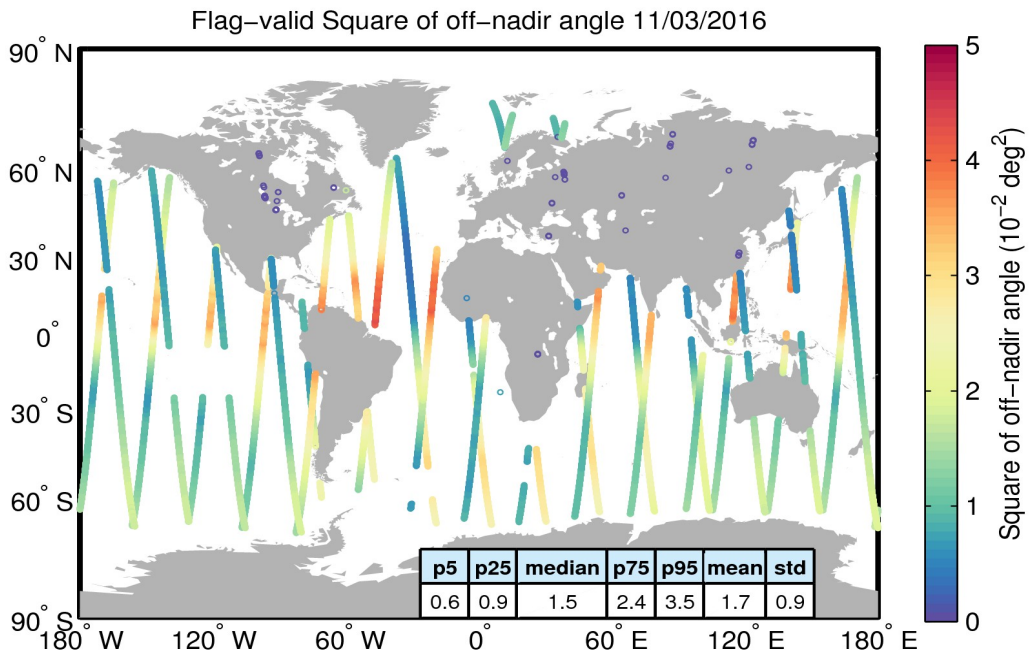 Flag−valid Square of off−nadir angle 11/03/2016
90° N
60° N
30° N
0°
30° S
60° S
90° S
180° W
120° W
60° W
0°
60° E
120° E
180° E
p5 p25 median p75 p95 mean std
0.6 0.9 1.5 2.4 3.5 1.7 0.9
5
4
3
2
1
0
Square of off−nadir angle (10⁻² deg²)